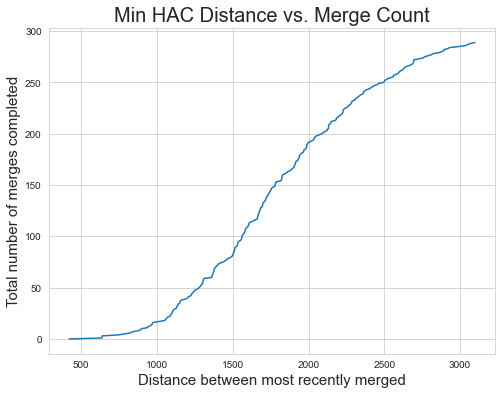 Min HAC Distance vs. Merge Count
Total number of merges completed
300
250
200
150
100
50
0
500 1000 1500 2000 2500 3000
Distance between most recently merged